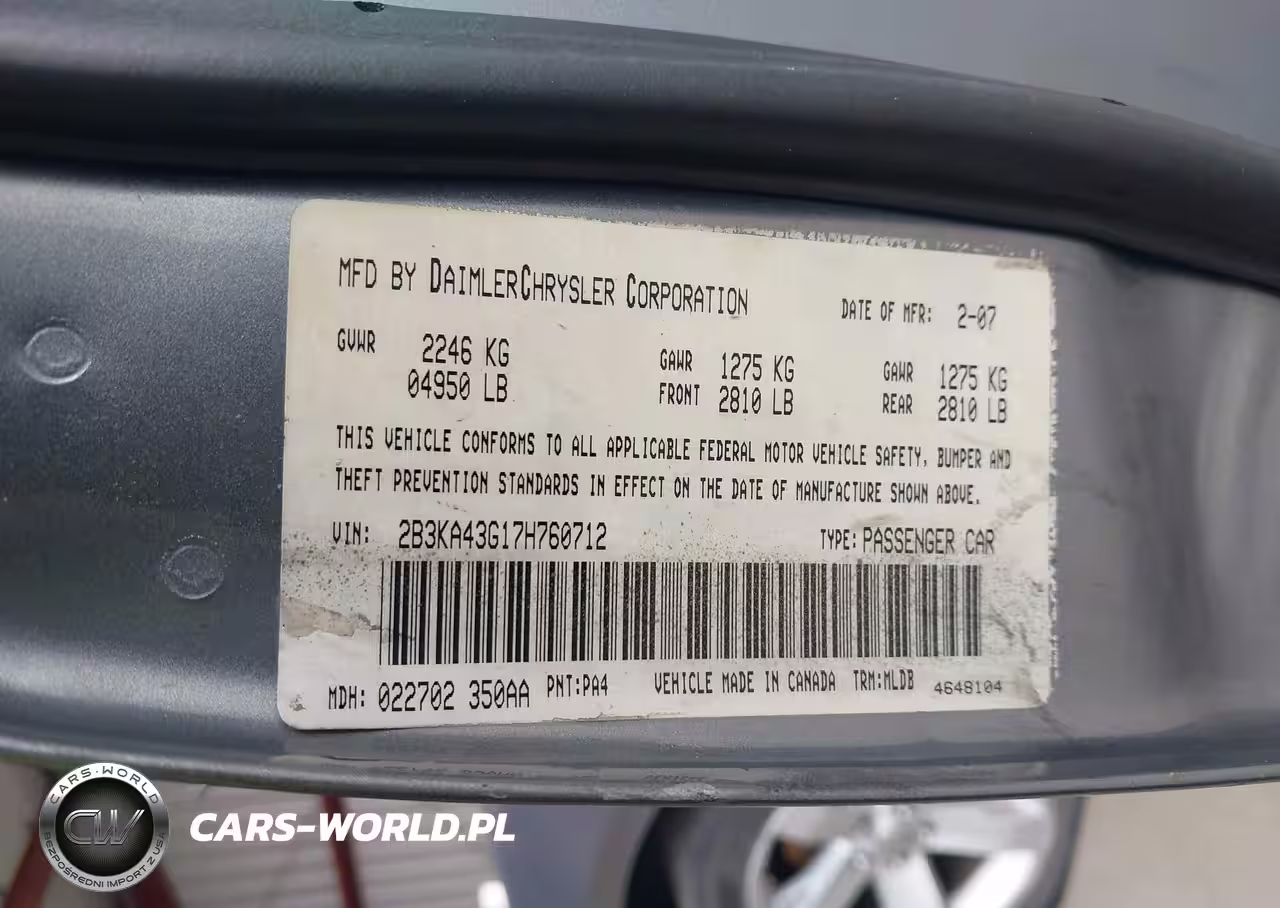 MFD BY DAIMLERCHRYSLER CORPORATION DATE OF MFR: 2-07
GVWR 2246 KG GAWR 1275 KG GAWR 1275 KG
04950 LB FRONT 2810 LB REAR 2810 LB
THIS VEHICLE CONFORMS TO ALL APPLICABLE FEDERAL MOTOR VEHICLE SAFETY, BUMPER AND
THEFT PREVENTION STANDARDS IN EFFECT ON THE DATE OF MANUFACTURE SHOWN ABOVE.
VIN: 2B3KA43G17H760712 TYPE: PASSENGER CAR
MDH: 022702 350AA PNT:PA4 VEHICLE MADE IN CANADA TRM:MLDB 4648104
CARS-WORLD
CW
BEZPOŚREDNI IMPORT Z USA
CARS-WORLD.PL